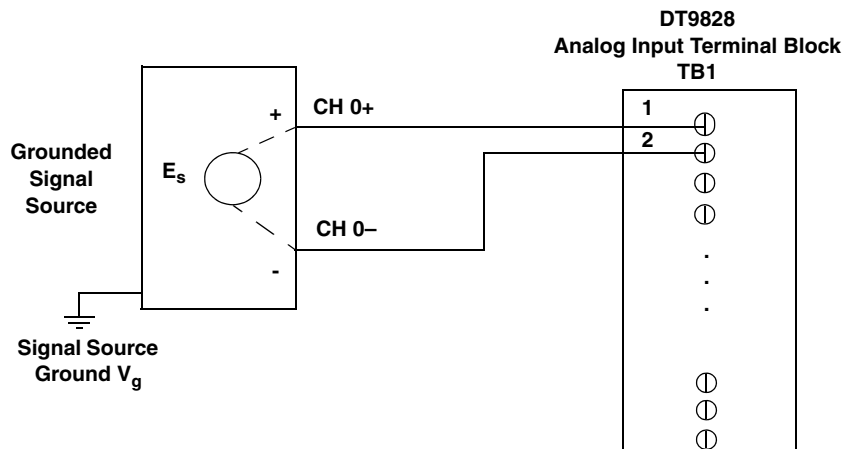 DT9828
Analog Input Terminal Block
TB1
+
CH 0+
1
2
Grounded
Signal
Source
Es
CH 0–
-
.
.
.
Signal Source
Ground Vg